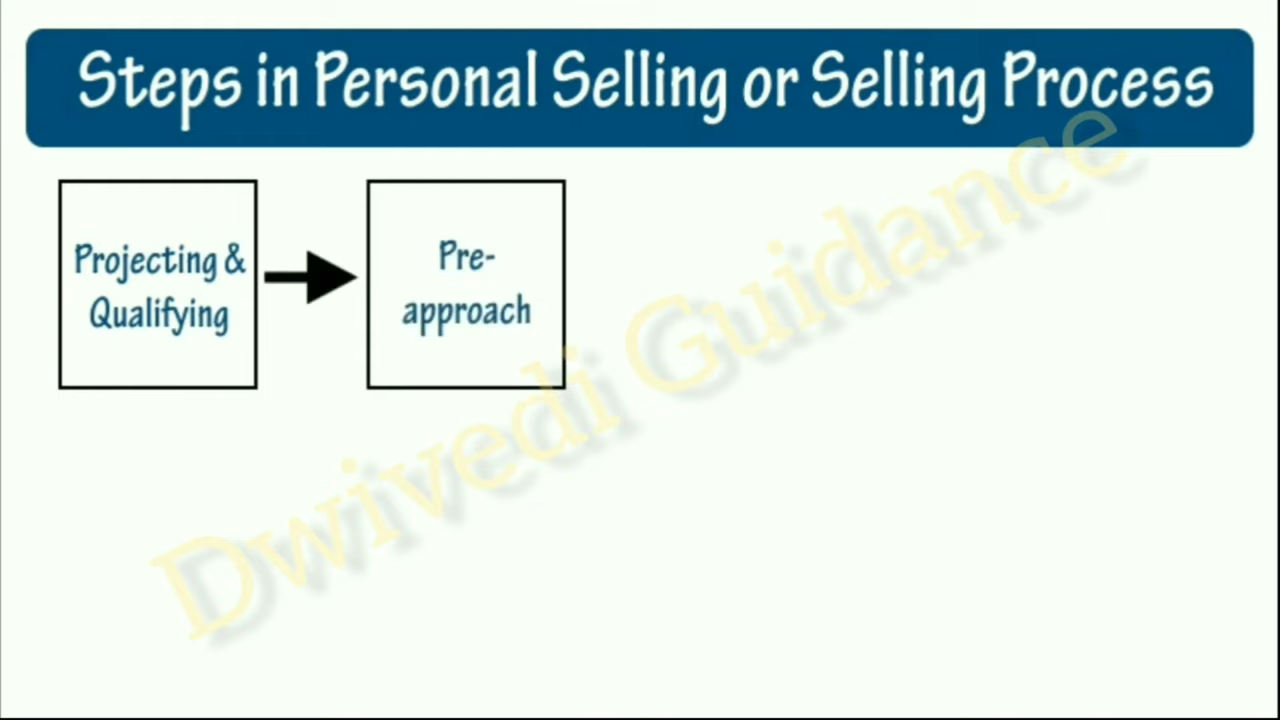 Steps in Personal Selling or Selling Process
Projecting &
Qualifying
Pre-
approach
Dwivedi Guidance